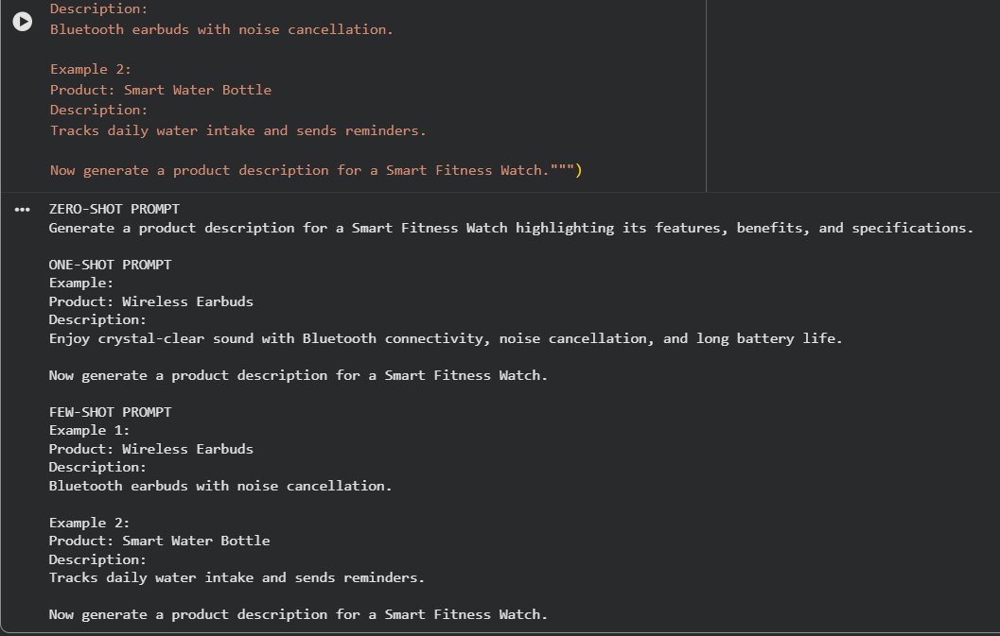 Description:
Bluetooth earbuds with noise cancellation.
Example 2:
Product: Smart Water Bottle
Description:
Tracks daily water intake and sends reminders.
Now generate a product description for a Smart Fitness Watch.""")
ZERO-SHOT PROMPT
Generate a product description for a Smart Fitness Watch highlighting its features, benefits, and specifications.
ONE-SHOT PROMPT
Example:
Product: Wireless Earbuds
Description:
Enjoy crystal-clear sound with Bluetooth connectivity, noise cancellation, and long battery life.
Now generate a product description for a Smart Fitness Watch.
FEW-SHOT PROMPT
Example 1:
Product: Wireless Earbuds
Description:
Bluetooth earbuds with noise cancellation.
Example 2:
Product: Smart Water Bottle
Description:
Tracks daily water intake and sends reminders.
Now generate a product description for a Smart Fitness Watch.